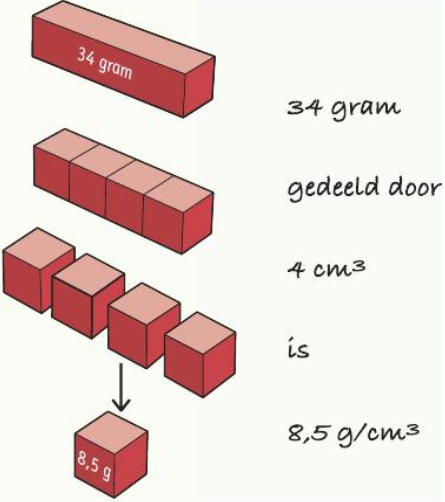 34 gram
34 gram
gedeeld door
4 cm³
is
8,5 g
8,5 g/cm³